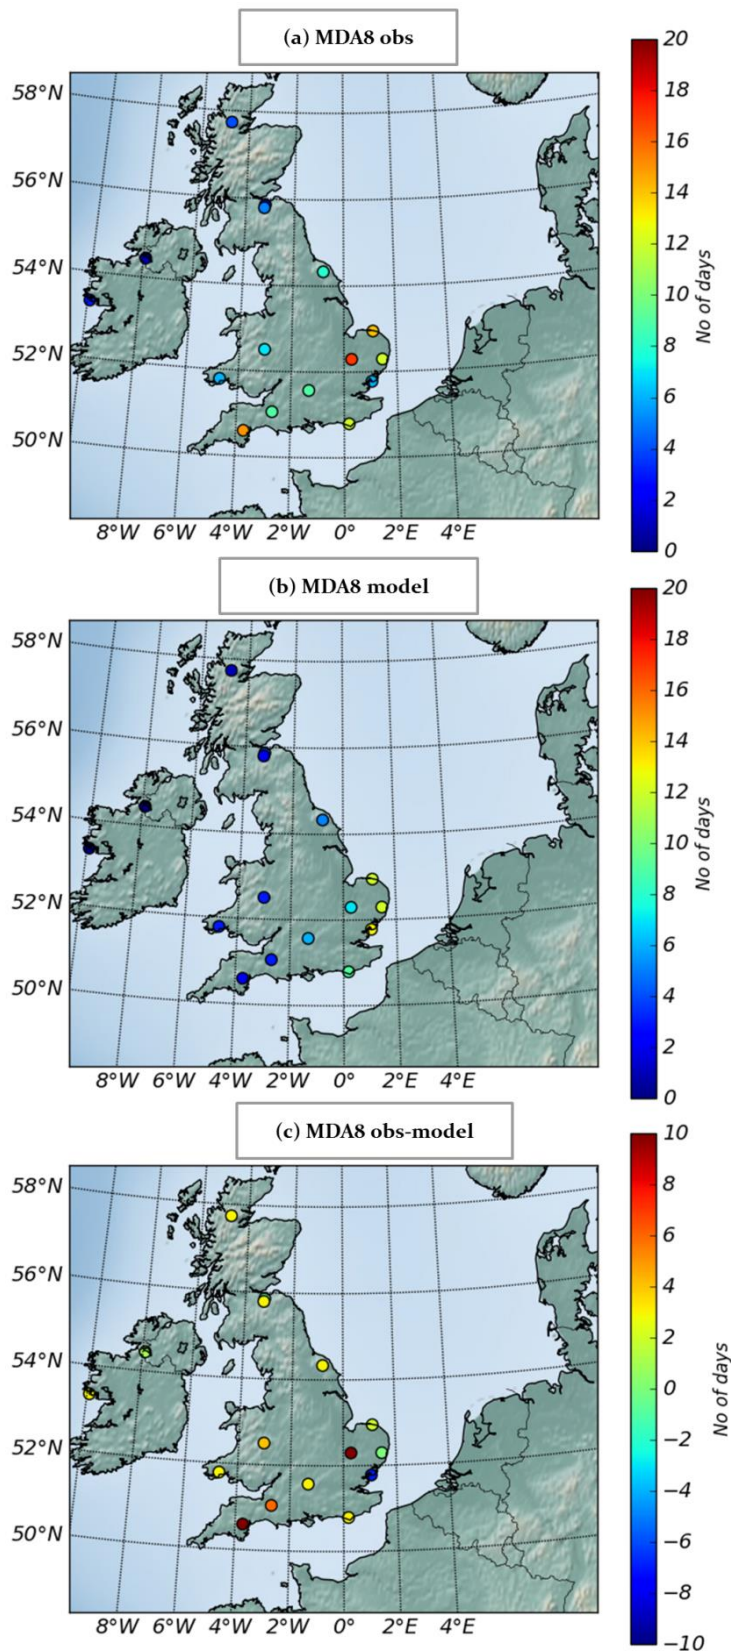 (a) MDA8 obs
20
18
16
14
12
10
8
6
4
2
0
No of days
58°N
56°N
54°N
52°N
50°N
8°W 6°W 4°W 2°W 0° 2°E 4°E
(b) MDA8 model
20
18
16
14
12
10
8
6
4
2
0
No of days
58°N
56°N
54°N
52°N
50°N
8°W 6°W 4°W 2°W 0° 2°E 4°E
(c) MDA8 obs-model
10
8
6
4
2
0
−2
−4
−6
−8
−10
No of days
58°N
56°N
54°N
52°N
50°N
8°W 6°W 4°W 2°W 0° 2°E 4°E